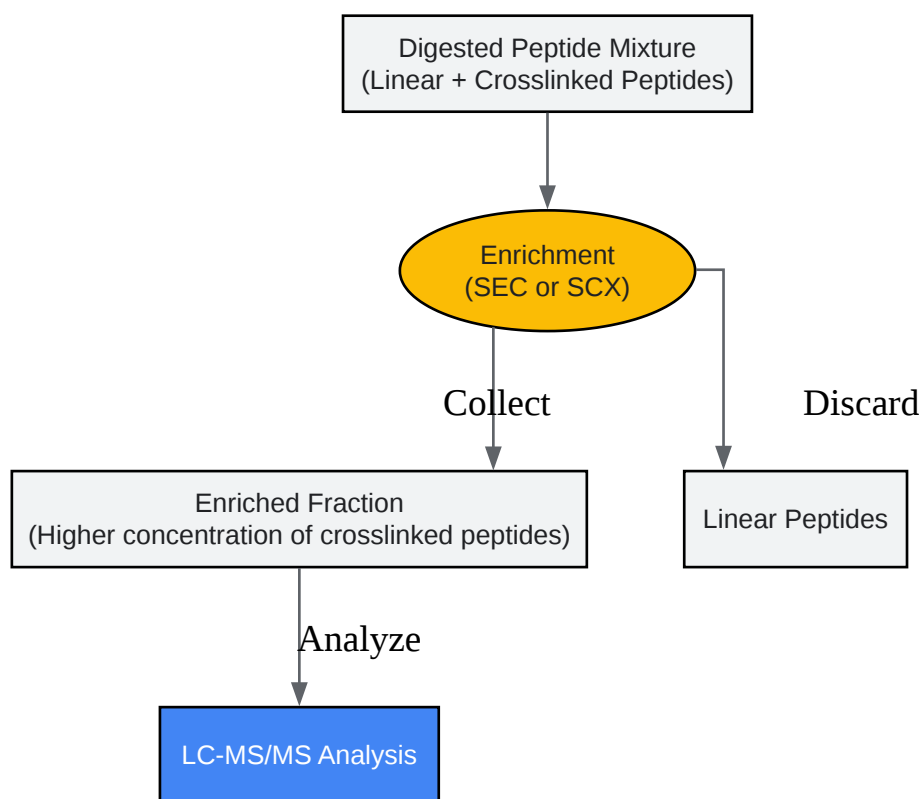 Digested Peptide Mixture
(Linear + Crosslinked Peptides)
Enrichment
(SEC or SCX)
Collect
Discard
Enriched Fraction
(Higher concentration of crosslinked peptides)
Linear Peptides
Analyze
LC-MS/MS Analysis